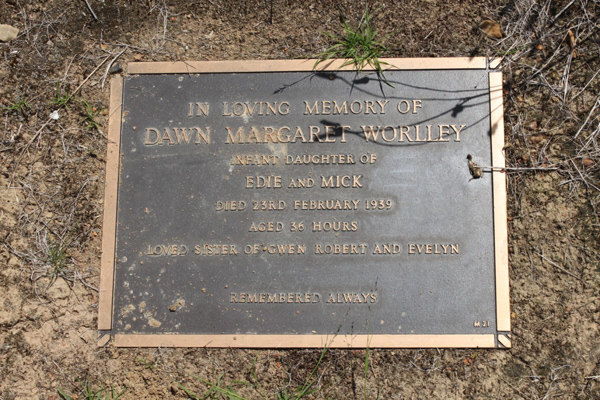 IN LOVING MEMORY OF
DAWN MARGARET WORLLEY
INFANT DAUGHTER OF
EDIE AND MICK
DIED 23RD FEBRUARY 1939
AGED 36 HOURS
LOVED SISTER OF GWEN ROBERT AND EVELYN
REMEMBERED ALWAYS
M 21